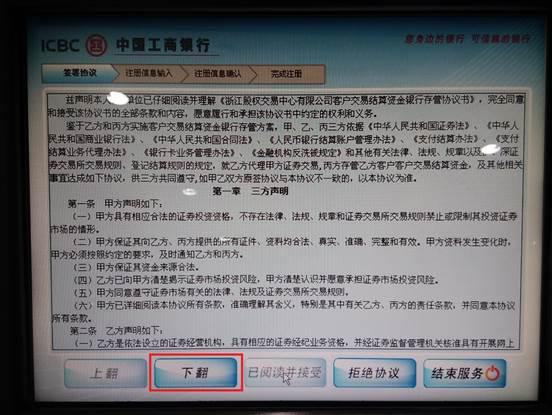 ICBC 中国工商银行
您身边的银行 可信赖的银行
签署协议 注册信息输入 注册信息确认 完成注册
兹声明本人/单位已仔细阅读并理解《浙江股权交易中心有限公司客户交易结算资金银行存管协议书》，完全同意
和接受该协议书的全部条款和内容，愿意履行和承担该协议书中约定的权利和义务。
鉴于乙方和丙方实施客户交易结算资金银行存管方案，甲、乙、丙三方依据《中华人民共和国证券法》、《中华人
民共和国商业银行法》、《中华人民共和国合同法》、《人民币银行结算账户管理办法》、《支付结算办法》、《支付
结算业务代理办法》、《银行卡业务管理办法》、《金融机构反洗钱规定》和其他有关法律、法规、规章以及
证
券交易所交易规则、登记结算规则的规定，就乙方代理甲方证券交易,丙方存管乙方客户客户交易结算资金，及其他相关
事宜达成如下协议，供三方共同遵守,如甲乙双方原签协议与本协议不一致的，以本协议为准。
第一章 三方声明
第一条 甲方声明如下：
（一）甲方具有相应合法的证券投资资格，不存在法律、法规、规章和证券交易所交易规则禁止或限制其投资证券
市场的情形。
（二）甲方保证其向乙方、丙方提供的所有证件、资料均合法、真实、准确、完整和有效。甲方资料发生变化时，
甲方必须按照约定的要求，及时通知乙方和丙方。
（三）甲方保证其资金来源合法。
（四）乙方已向甲方清楚揭示证券市场投资风险，甲方清楚认识并愿意承担证券市场投资风险。
（五）甲方同意遵守证券市场有关的法律、法规及证券交易所交易规则。
（六）甲方已详细阅读本协议所有条款，准确理解其含义，特别是其中有关乙方、丙方的责任条款，并同意本协议
所有条款。
第二条 乙方声明如下：
（一）乙方是依法设立的证券经营机构，具有相应的证券经纪业务资格，并经证券监督管理机关核准具有开展网上
上翻 下翻 已阅读并接受 拒绝协议 结束服务